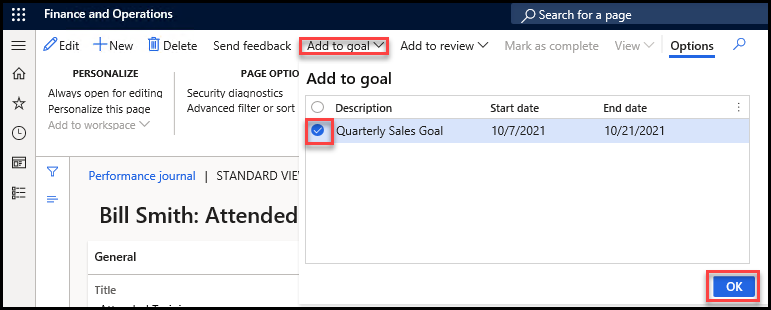 Finance and Operations
Search for a page
Edit New Delete Send feedback Add to goal Add to review Mark as complete View Options
PERSONALIZE
Always open for editing
Personalize this page
Add to workspace
PAGE OPTIO
Security diagnostics
Advanced filter or sort
Add to goal
Description Start date End date
Quarterly Sales Goal 10/7/2021 10/21/2021
Performance journal | STANDARD VIE
Bill Smith: Attended
General
Title
OK